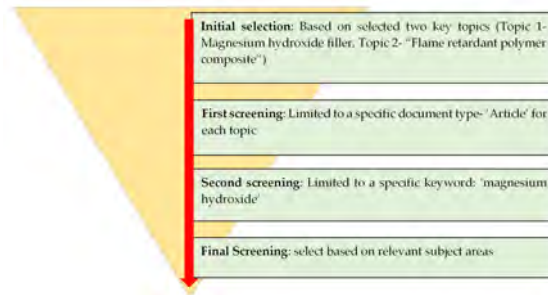 Initial selection: Based on selected two key topics (Topic 1-
Magnesium hydroxide filler, Topic 2- "Flame retardant polymer
composite")
First screening: Limited to a specific document type- 'Article' for
each topic
Second screening: Limited to a specific keyword: 'magnesium
hydroxide'
Final Screening: select based on relevant subject areas